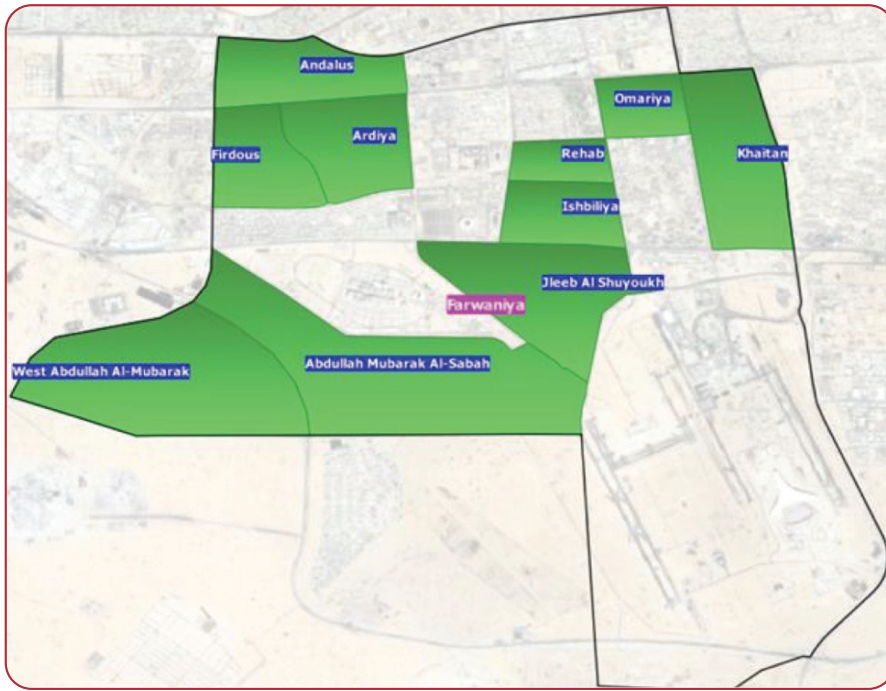 Andalus
Omariya
Ardiya
Firdous
Rehab
Khaitan
Ishbiliya
Jleeb Al Shuyoukh
Farwaniya
Abdullah Mubarak Al-Sabah
West Abdullah Al-Mubarak